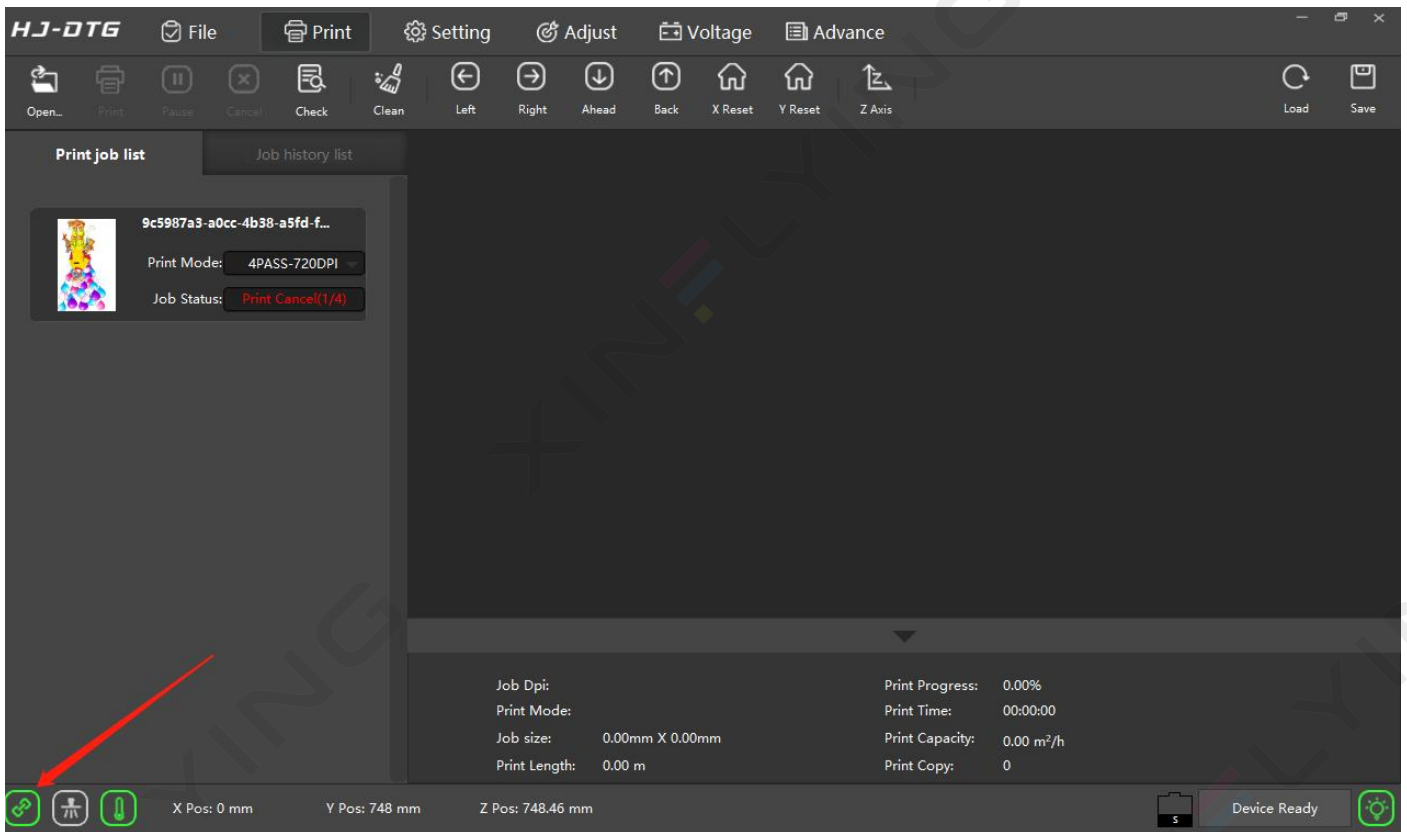 HJ-DTG File Print Setting Adjust Voltage Advance
Open... Print Pause Cancel Check Clean Left Right Ahead Back X Reset Y Reset Z Axis Load Save
Print job list Job history list
9c5987a3-a0cc-4b38-a5fd-f...
Print Mode: 4PASS-720DPI
Job Status: Print Cancel(1/4)
XINFLYING
Job Dpi: Print Progress: 0.00%
Print Mode: Print Time: 00:00:00
Job size: 0.00mm X 0.00mm Print Capacity: 0.00 m²/h
Print Length: 0.00 m Print Copy: 0
X Pos: 0 mm Y Pos: 748 mm Z Pos: 748.46 mm S Device Ready